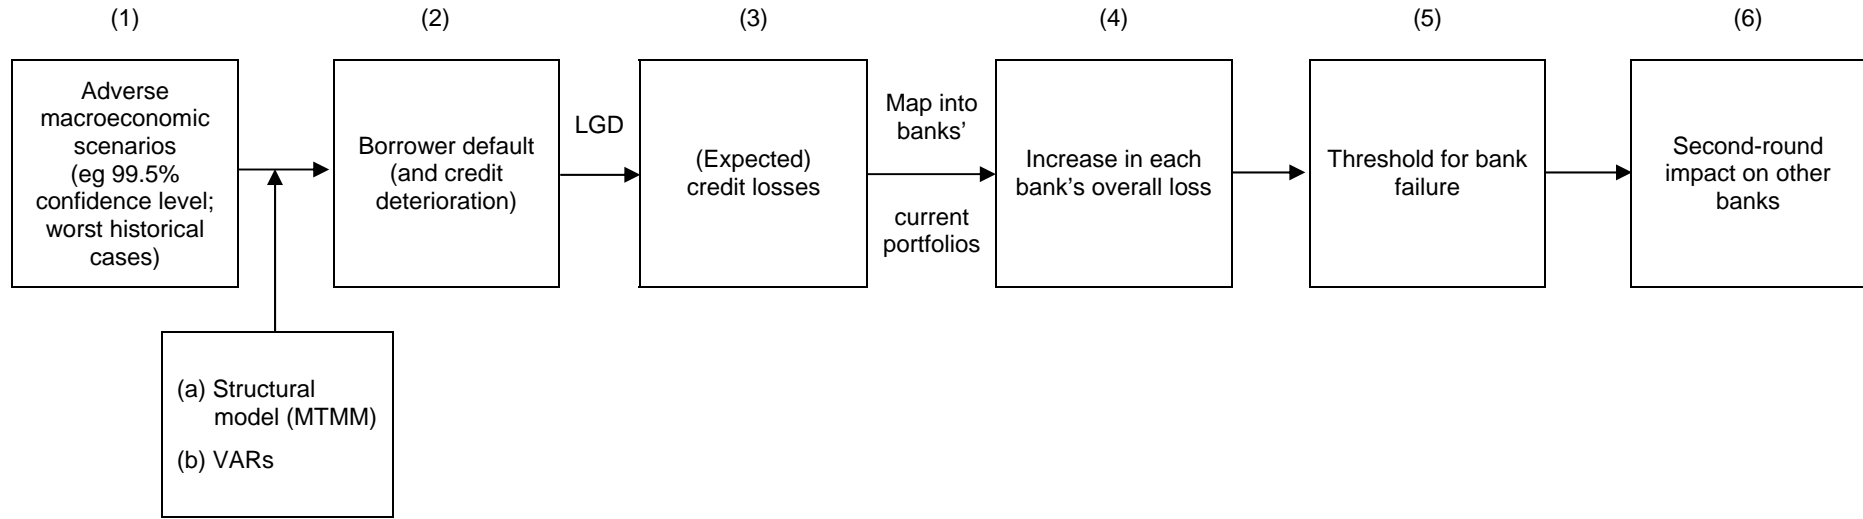 (1)
(2)
(3)
(4)
(5)
(6)
Adverse
macroeconomic
scenarios
(eg 99.5%
confidence level;
worst historical
cases)
Borrower default
(and credit
deterioration)
LGD
(Expected)
credit losses
Map into
banks’
current
portfolios
Increase in each
bank’s overall loss
Threshold for bank
failure
Second-round
impact on other
banks
(a) Structural
model (MTMM)
(b) VARs